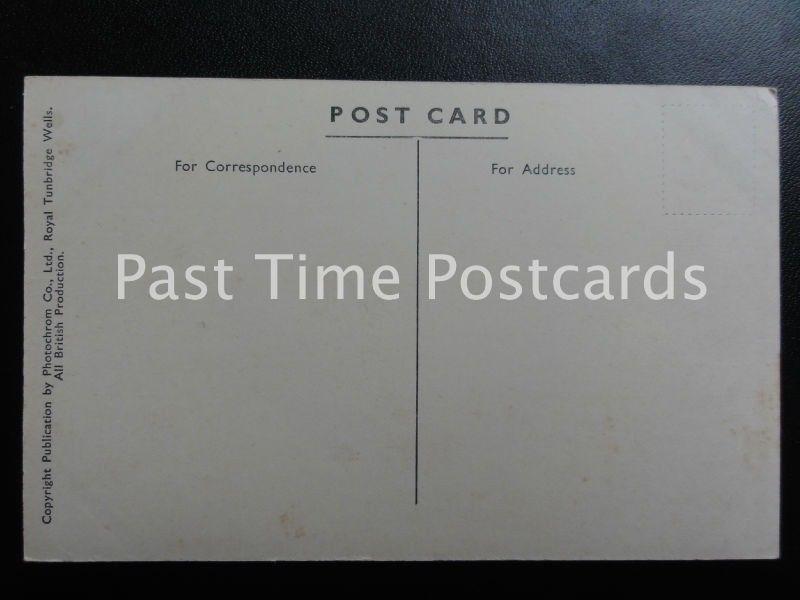 POST CARD
For Correspondence
For Address
Past Time Postcards
Copyright Publication by Photochrom Co., Ltd., Royal Tunbridge Wells.
All British Production.